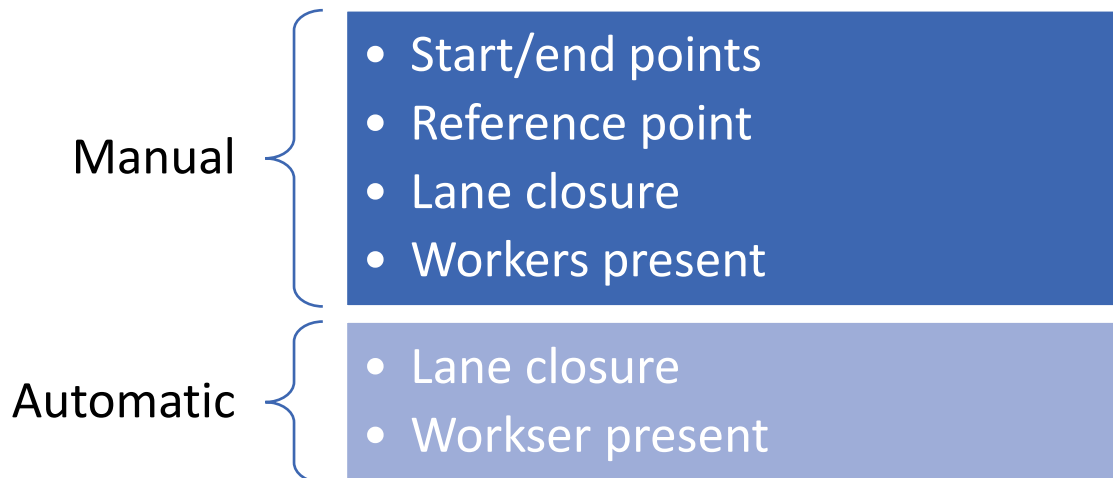 Manual
• Start/end points
• Reference point
• Lane closure
• Workers present
Automatic
• Lane closure
• Workser present